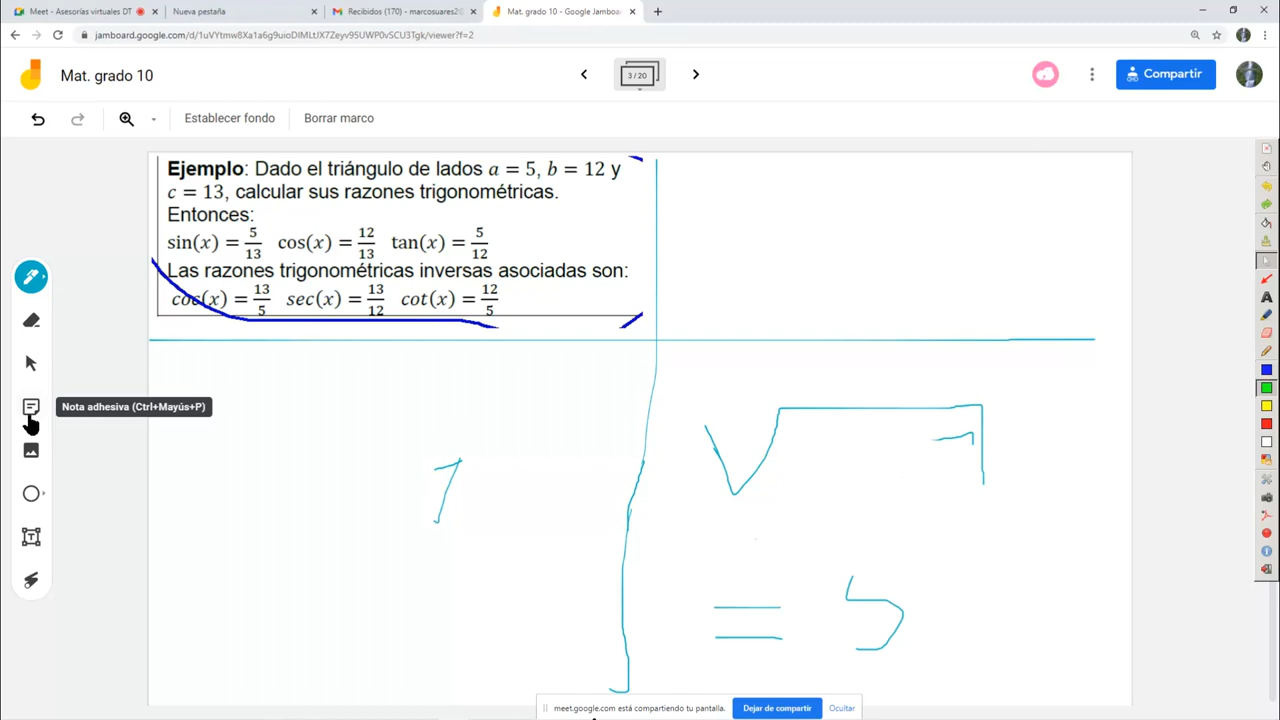 Meet - Asesorías virtuales DT
Nueva pestaña
Recibidos (170) - marcosuares2@
Mat. grado 10 - Google Jamboa
jamboard.google.com/d/1uVYtmw8Xa1a6g9uioDIMLtJX7Zeyv95UWP0vSCU3Tgk/viewer?f=2
Mat. grado 10
3 / 20
Compartir
Establecer fondo
Borrar marco
Ejemplo: Dado el triángulo de lados a = 5, b = 12 y
c = 13, calcular sus razones trigonométricas.
Entonces:
sin(x) = 5/13 cos(x) = 12/13 tan(x) = 5/12
Las razones trigonométricas inversas asociadas son:
coc(x) = 13/5 sec(x) = 13/12 cot(x) = 12/5
Nota adhesiva (Ctrl+Mayús+P)
= 5
meet.google.com está compartiendo tu pantalla.
Dejar de compartir
Ocultar